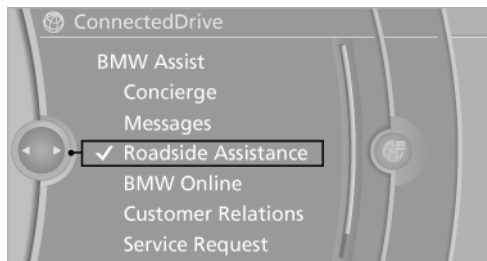 ConnectedDrive
BMW Assist
Concierge
Messages
Roadside Assistance
BMW Online
Customer Relations
Service Request